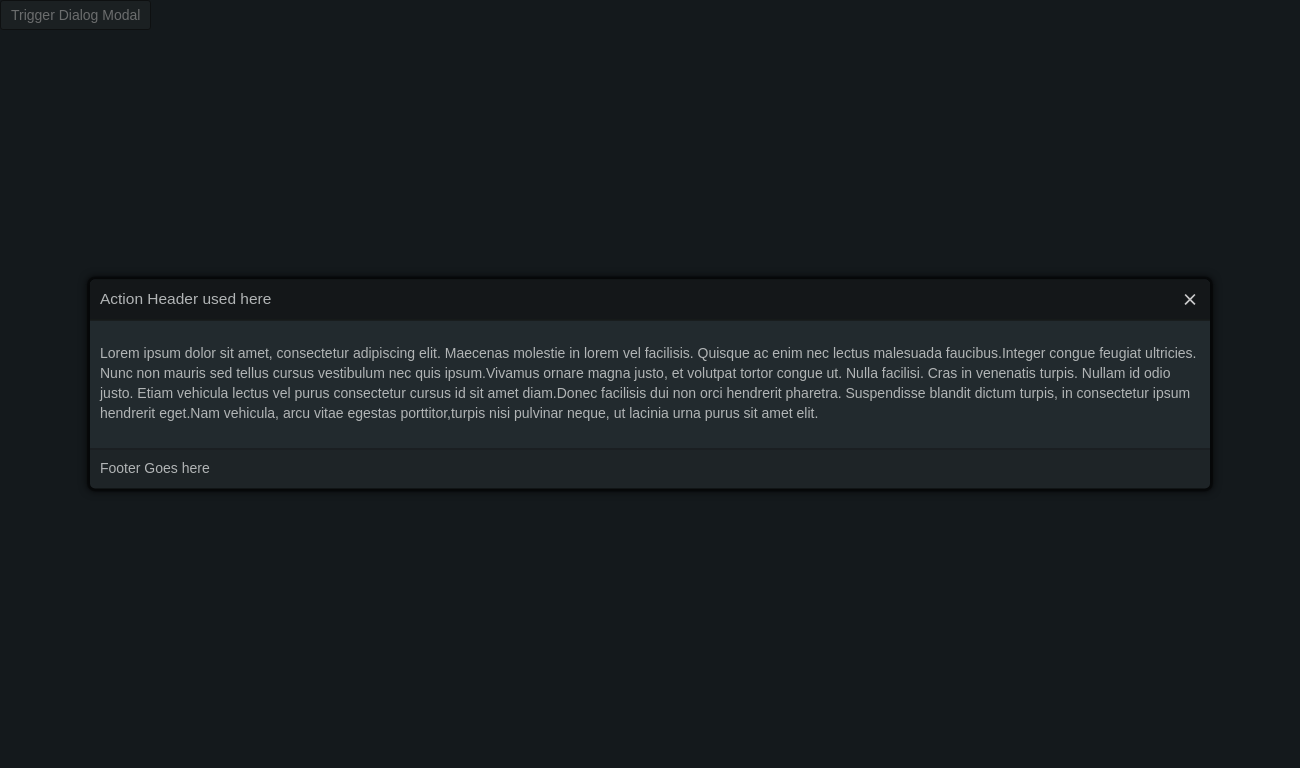 Trigger Dialog Modal
Action Header used here
Lorem ipsum dolor sit amet, consectetur adipiscing elit. Maecenas molestie in lorem vel facilisis. Quisque ac enim nec lectus malesuada faucibus.Integer congue feugiat ultricies.
Nunc non mauris sed tellus cursus vestibulum nec quis ipsum.Vivamus ornare magna justo, et volutpat tortor congue ut. Nulla facilisi. Cras in venenatis turpis. Nullam id odio
justo. Etiam vehicula lectus vel purus consectetur cursus id sit amet diam.Donec facilisis dui non orci hendrerit pharetra. Suspendisse blandit dictum turpis, in consectetur ipsum
hendrerit eget.Nam vehicula, arcu vitae egestas porttitor,turpis nisi pulvinar neque, ut lacinia urna purus sit amet elit.
Footer Goes here